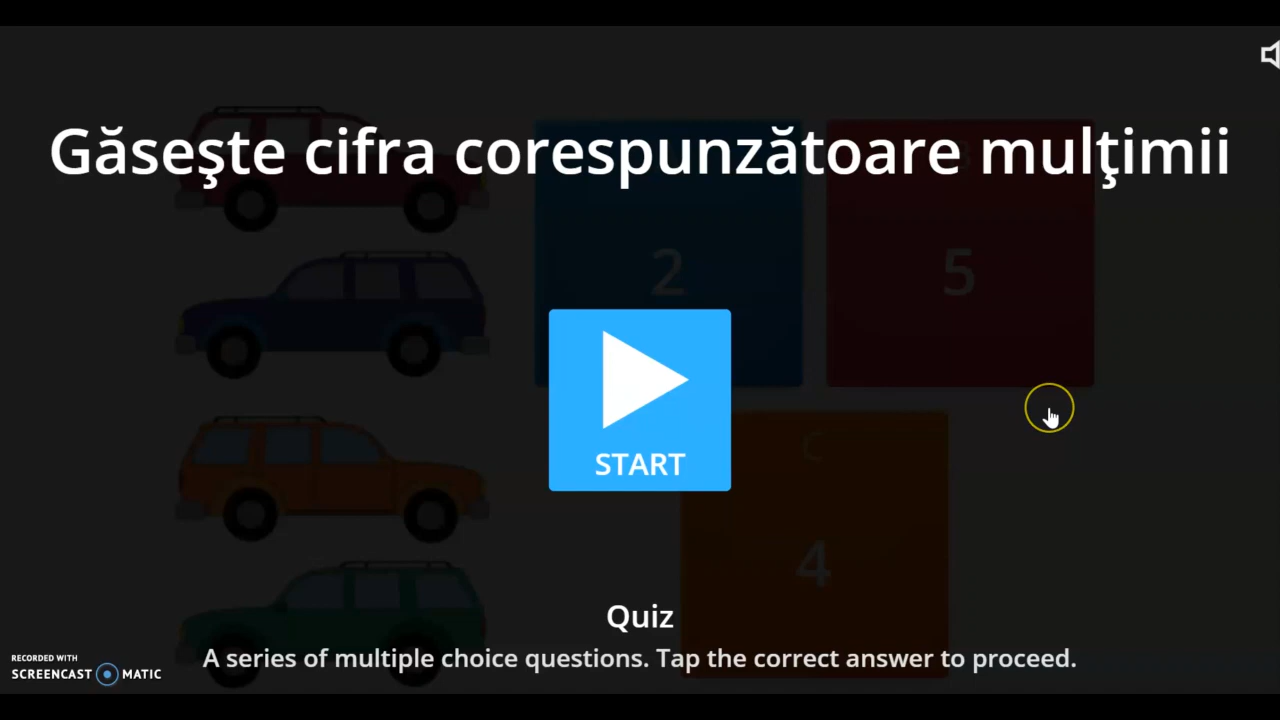 Găseşte cifra corespunzătoare mulţimii
2
5
START
C
4
Quiz
A series of multiple choice questions. Tap the correct answer to proceed.
RECORDED WITH
SCREENCAST MATIC